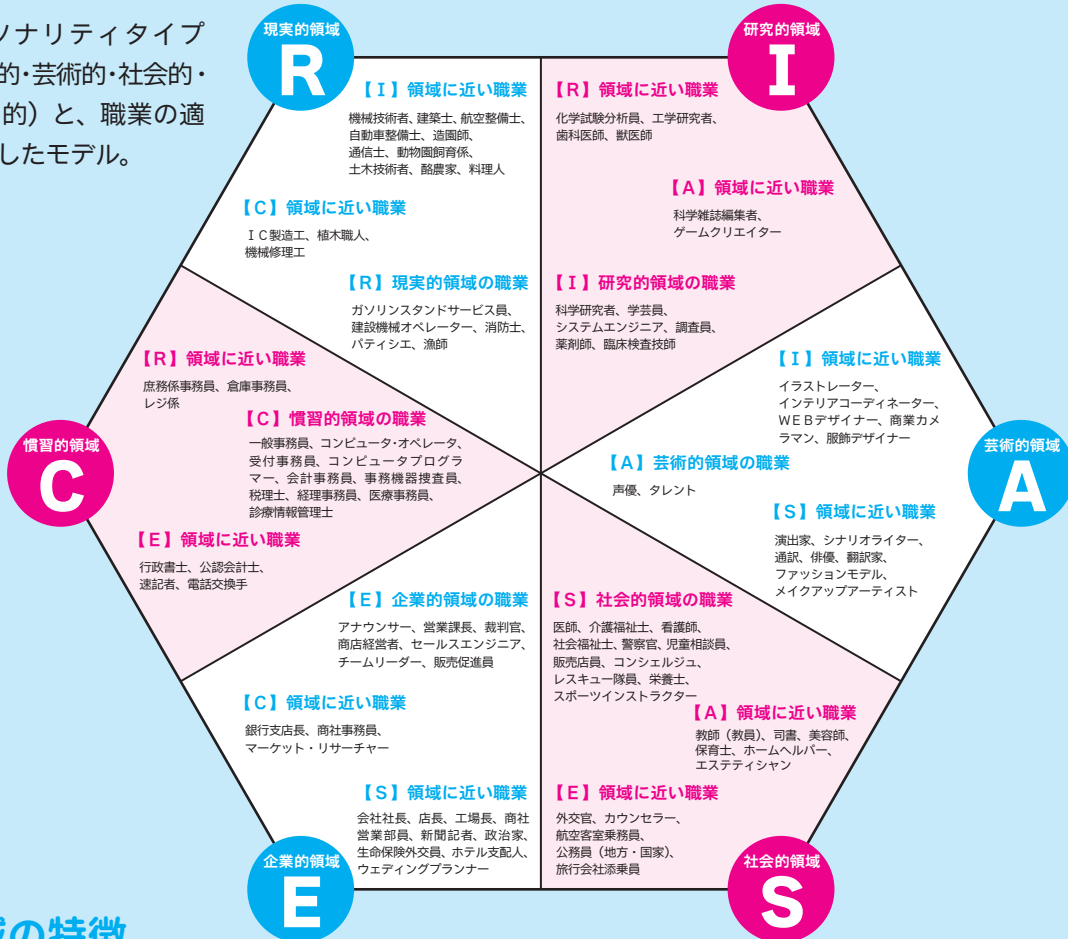 ソナリティタイプ
的・芸術的・社会的・
的）と、職業の適
したモデル。
現実的領域
R
研究的領域
I
【Ｉ】領域に近い職業
機械技術者、建築士、航空整備士、
自動車整備士、造園師、
通信士、動物園飼育係、
土木技術者、酪農家、料理人
【Ｃ】領域に近い職業
ＩＣ製造工、植木職人、
機械修理工
【Ｒ】現実的領域の職業
ガソリンスタンドサービス員、
建設機械オペレーター、消防士、
パティシエ、漁師
【Ｒ】領域に近い職業
化学試験分析員、工学研究者、
歯科医師、獣医師
【Ａ】領域に近い職業
科学雑誌編集者、
ゲームクリエイター
【Ｉ】研究的領域の職業
科学研究者、学芸員、
システムエンジニア、調査員、
薬剤師、臨床検査技師
【Ｒ】領域に近い職業
庶務係事務員、倉庫事務員、
レジ係
【Ｃ】慣習的領域の職業
一般事務員、コンピュータ・オペレータ、
受付事務員、コンピュータプログラ
マー、会計事務員、事務機器捜査員、
税理士、経理事務員、医療事務員、
診療情報管理士
【Ｅ】領域に近い職業
行政書士、公認会計士、
速記者、電話交換手
慣習的領域
C
【Ｉ】領域に近い職業
イラストレーター、
インテリアコーディネーター、
ＷＥＢデザイナー、商業カメ
ラマン、服飾デザイナー
【Ａ】芸術的領域の職業
声優、タレント
【Ｓ】領域に近い職業
演出家、シナリオライター、
通訳、俳優、翻訳家、
ファッションモデル、
メイクアップアーティスト
芸術的領域
A
【Ｅ】企業的領域の職業
アナウンサー、営業課長、裁判官、
商店経営者、セールスエンジニア、
チームリーダー、販売促進員
【Ｃ】領域に近い職業
銀行支店長、商社事務員、
マーケット・リサーチャー
【Ｓ】領域に近い職業
会社社長、店長、工場長、商社
営業部員、新聞記者、政治家、
生命保険外交員、ホテル支配人、
ウェディングプランナー
【Ｓ】社会的領域の職業
医師、介護福祉士、看護師、
社会福祉士、警察官、児童相談員、
販売店員、コンシェルジュ、
レスキュー隊員、栄養士、
スポーツインストラクター
【Ａ】領域に近い職業
教師（教員）、司書、美容師、
保育士、ホームヘルパー、
エステティシャン
【Ｅ】領域に近い職業
外交官、カウンセラー、
航空客室乗務員、
公務員（地方・国家）、
旅行会社添乗員
企業的領域
E
社会的領域
S
域の特徴